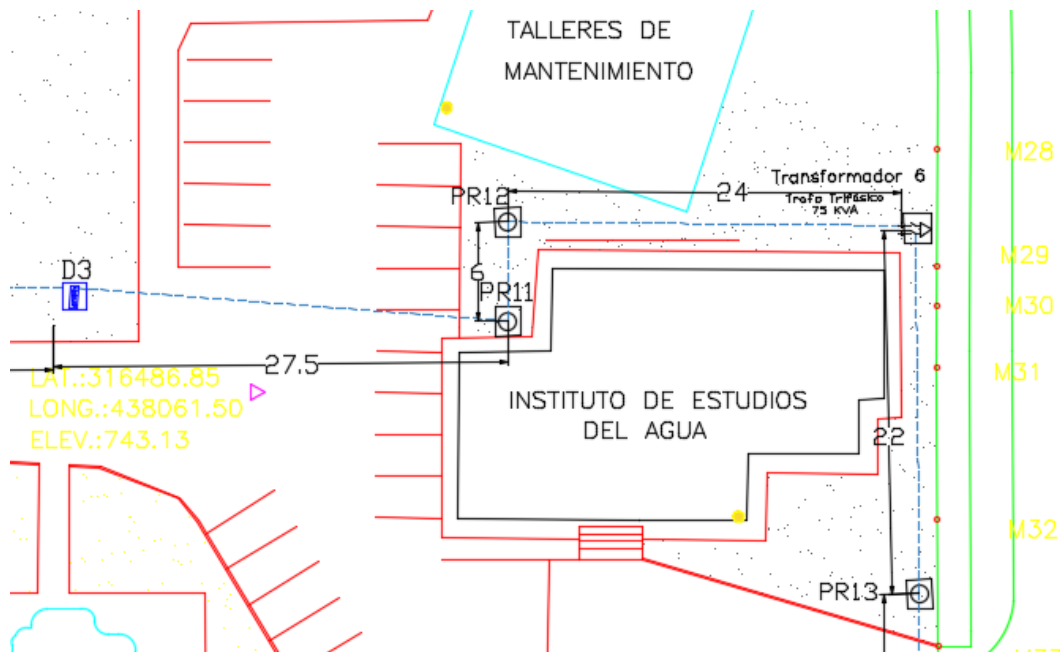 TALLERES DE
MANTENIMIENTO
M28
Transformador 6
PR12
24
Trafo Trifásico
75 KVA
M29
D3
6
PR11
M30
27.5
M31
LAT.:316486.85
LONG.:438061.50
ELEV.:743.13
INSTITUTO DE ESTUDIOS
DEL AGUA
22
M32
PR13